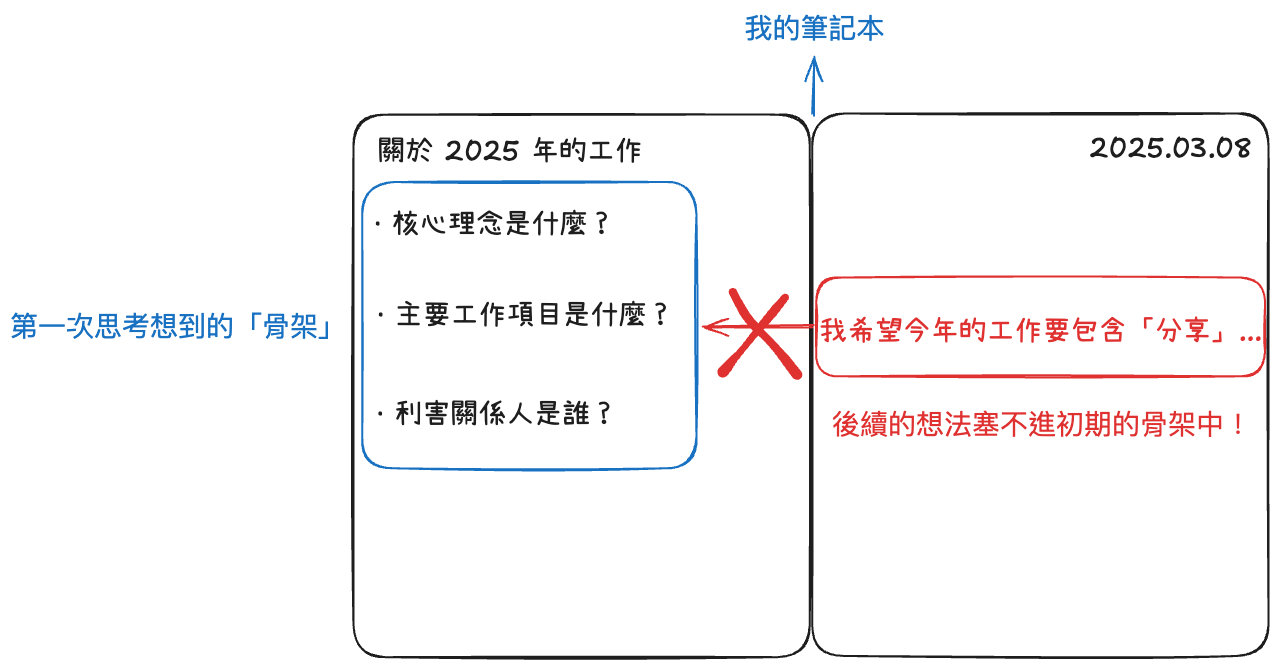 我的筆記本
關於 2025 年的工作
· 核心理念是什麼？
· 主要工作項目是什麼？
· 利害關係人是誰？
第一次思考想到的「骨架」
2025.03.08
我希望今年的工作要包含「分享」...
後續的想法塞不進初期的骨架中！